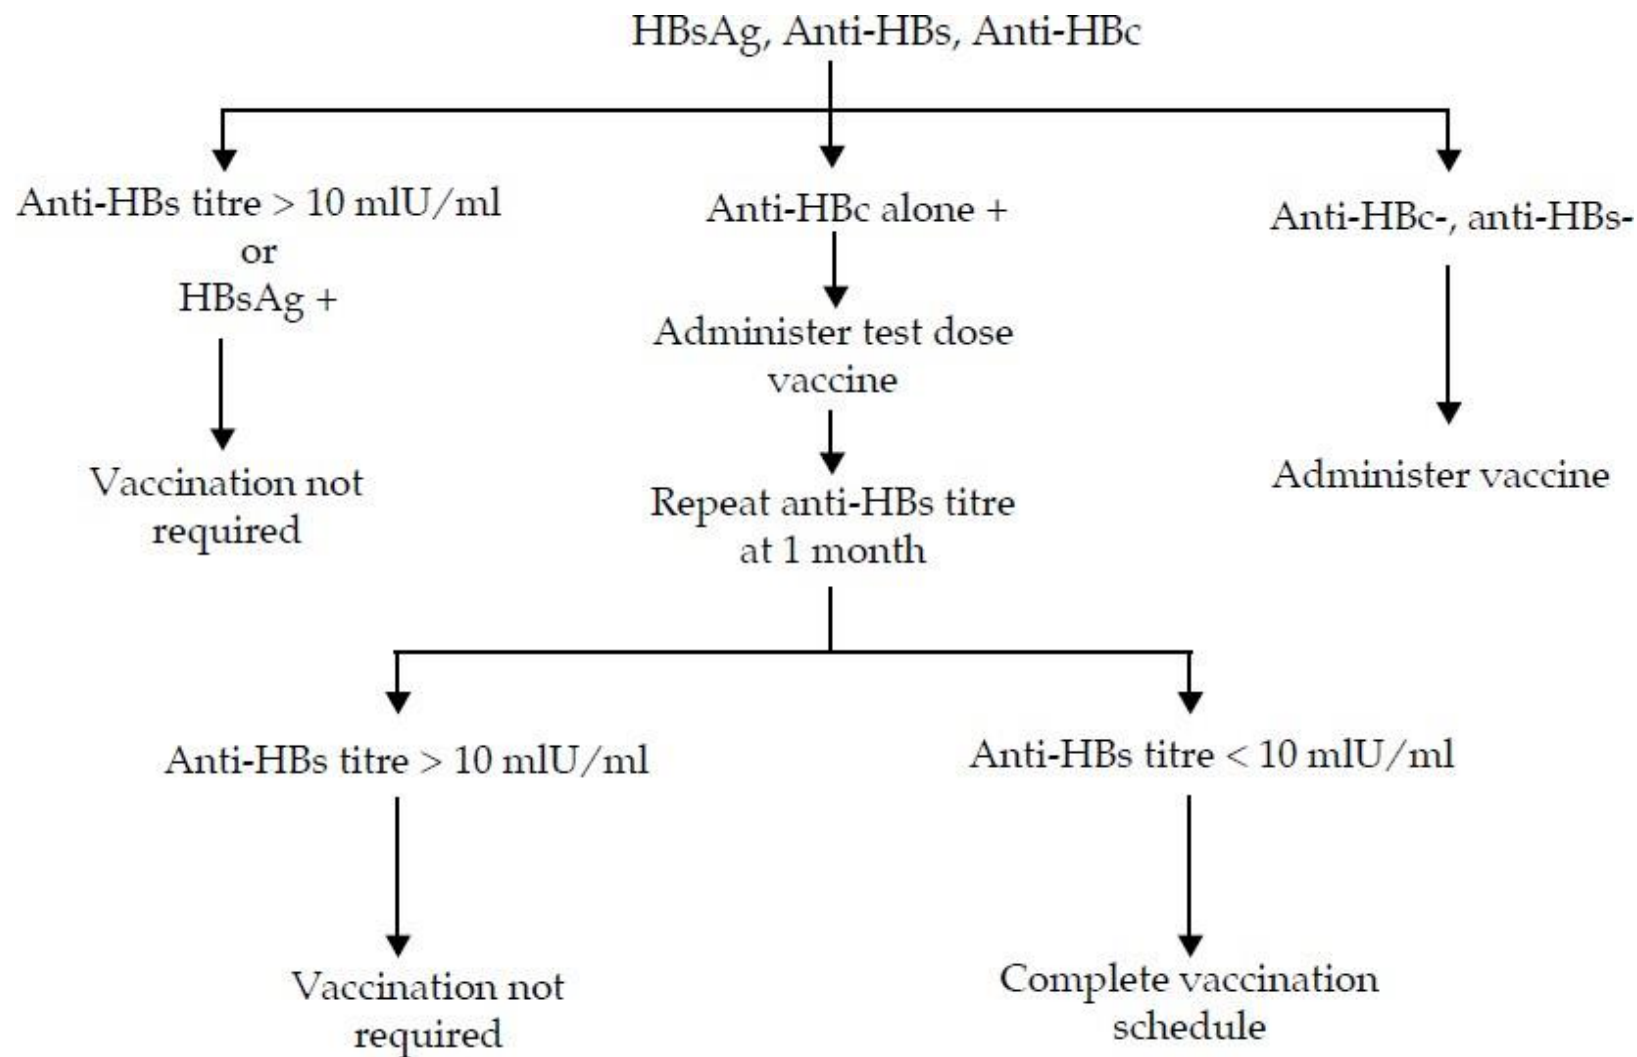 HBsAg, Anti-HBs, Anti-HBc
Anti-HBs titre > 10 mlU/ml
or
HBsAg +
Vaccination not
required
Anti-HBc alone +
Administer test dose
vaccine
Repeat anti-HBs titre
at 1 month
Anti-HBc-, anti-HBs-
Administer vaccine
Anti-HBs titre > 10 mlU/ml
Vaccination not
required
Anti-HBs titre < 10 mlU/ml
Complete vaccination
schedule